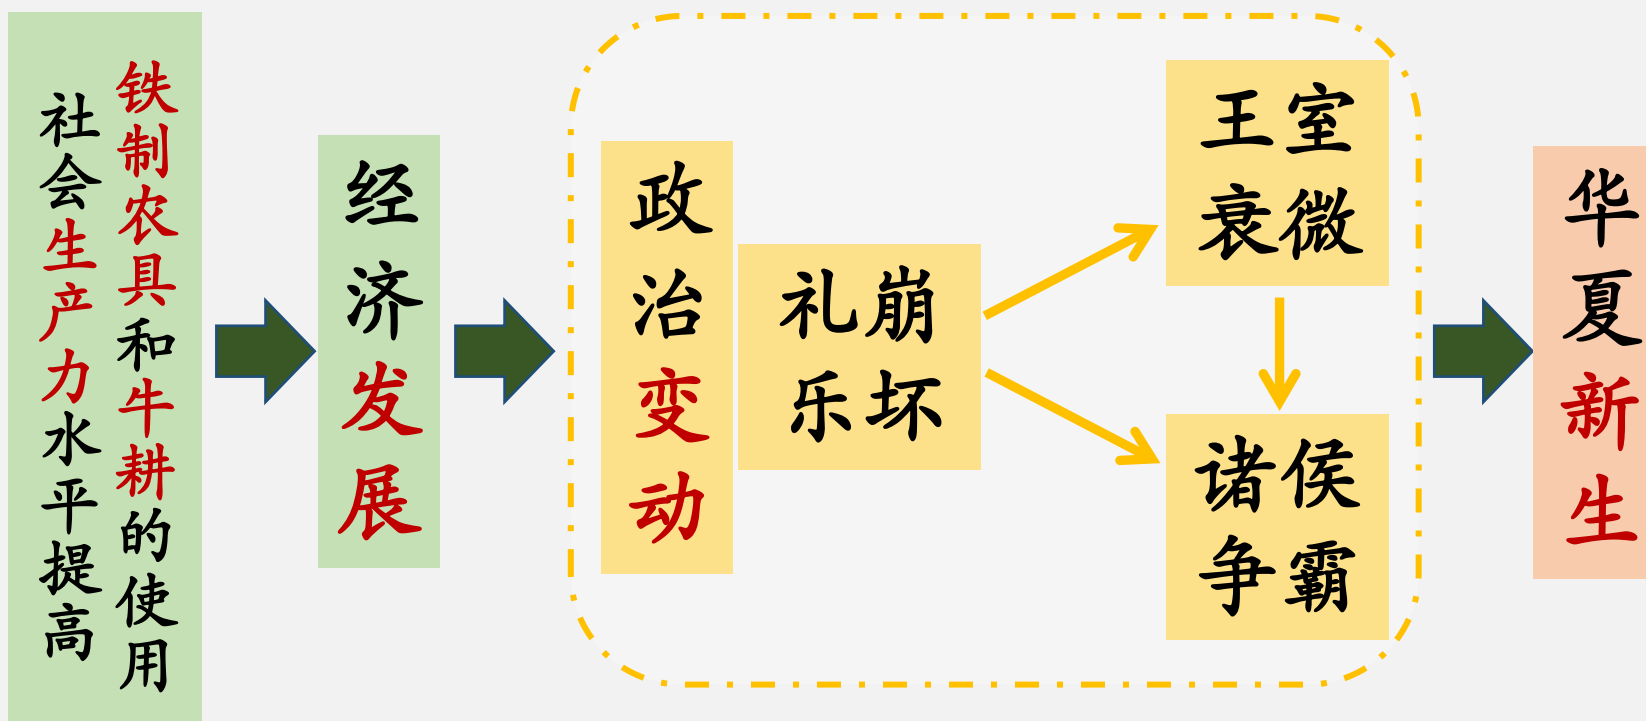 铁制农具和牛耕的使用
社会生产力水平提高
经济发展
政治变动
礼崩
乐坏
王室
衰微
诸侯
争霸
华夏新生